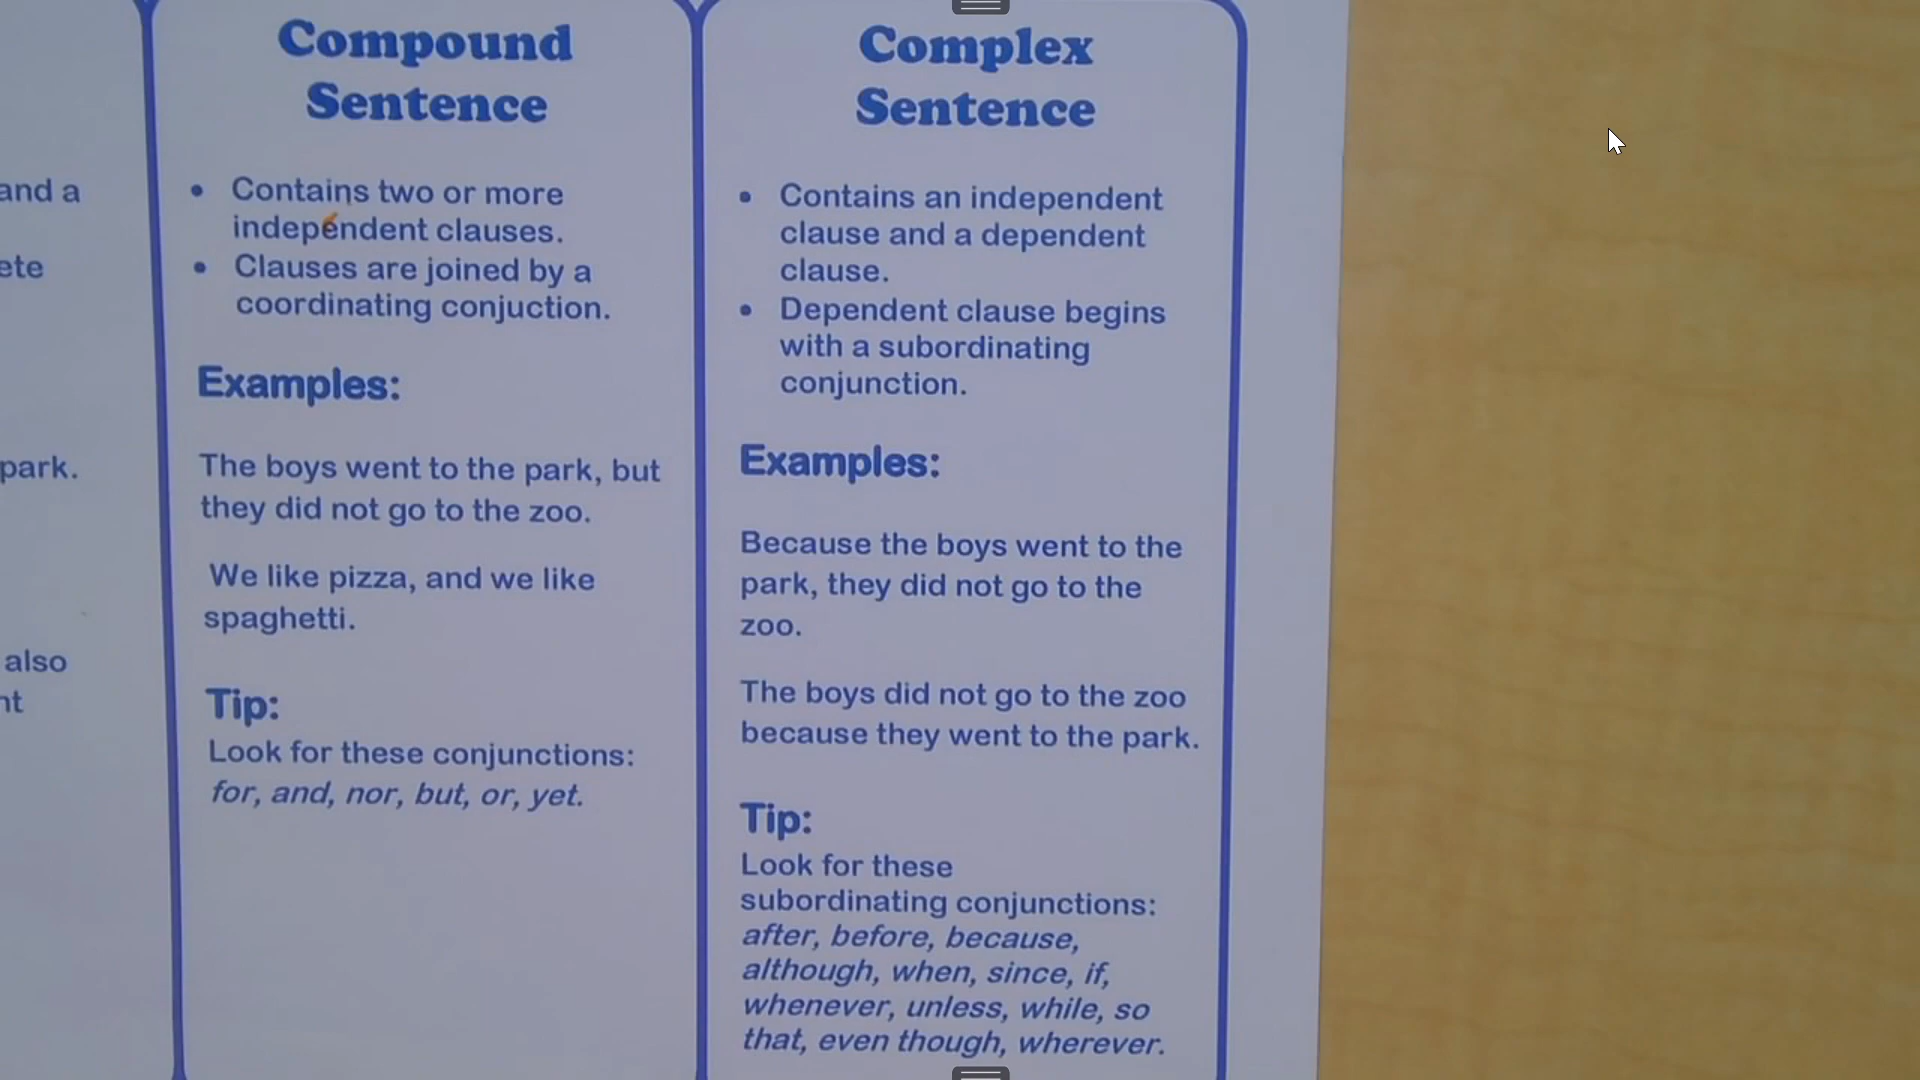 and a
ete
park.
also
nt
Compound
Sentence
• Contains two or more
independent clauses.
• Clauses are joined by a
coordinating conjuction.
Examples:
The boys went to the park, but
they did not go to the zoo.
We like pizza, and we like
spaghetti.
Tip:
Look for these conjunctions:
for, and, nor, but, or, yet.
Complex
Sentence
• Contains an independent
clause and a dependent
clause.
• Dependent clause begins
with a subordinating
conjunction.
Examples:
Because the boys went to the
park, they did not go to the
zoo.
The boys did not go to the zoo
because they went to the park.
Tip:
Look for these
subordinating conjunctions:
after, before, because,
although, when, since, if,
whenever, unless, while, so
that, even though, wherever.